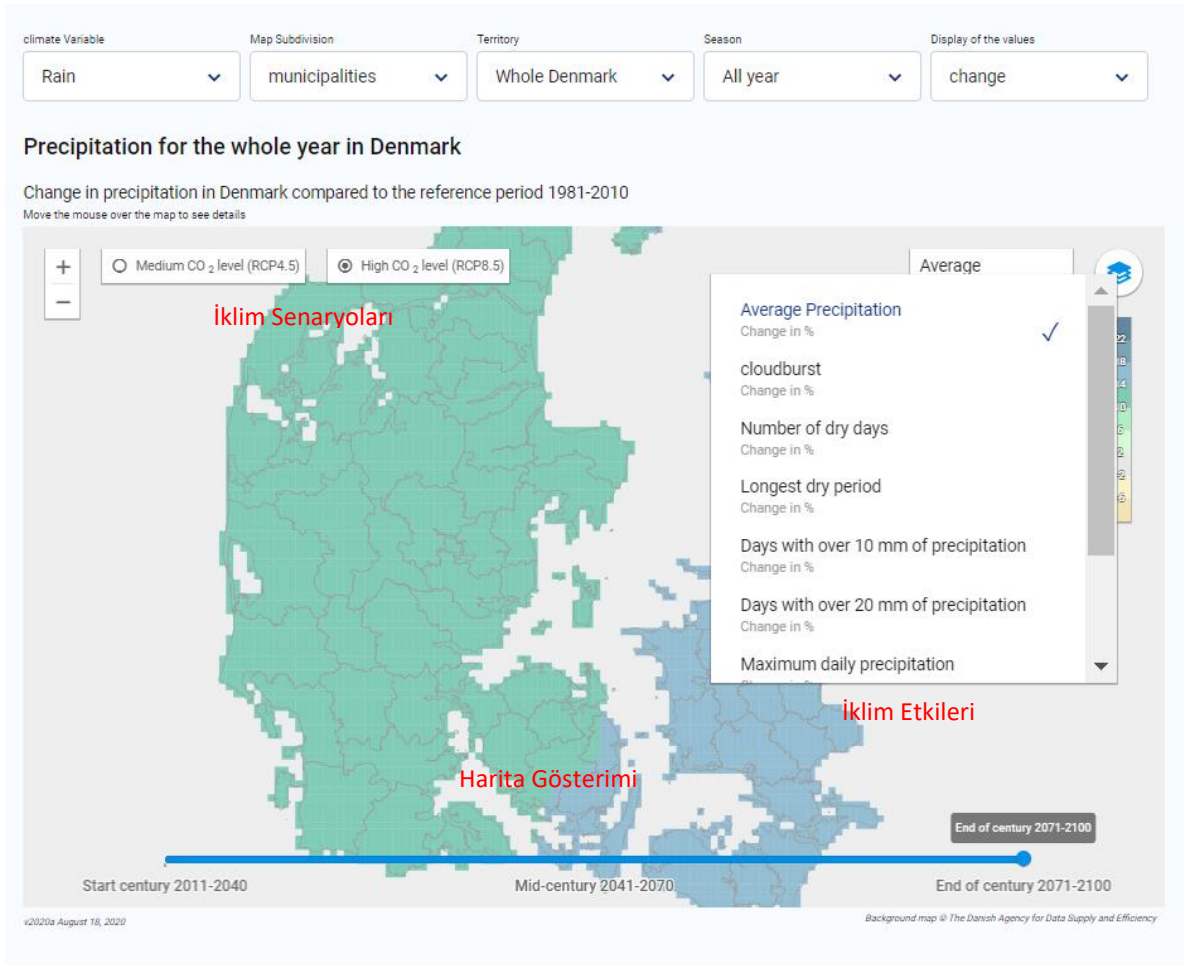 climate Variable
Map Subdivision
Territory
Season
Display of the values
Rain
municipalities
Whole Denmark
All year
change
Precipitation for the whole year in Denmark
Change in precipitation in Denmark compared to the reference period 1981-2010
Move the mouse over the map to see details
+
−
Medium CO 2 level (RCP4.5)
High CO 2 level (RCP8.5)
Average
İklim Senaryoları
Average Precipitation
Change in %
cloudburst
Change in %
Number of dry days
Change in %
Longest dry period
Change in %
Days with over 10 mm of precipitation
Change in %
Days with over 20 mm of precipitation
Change in %
Maximum daily precipitation
İklim Etkileri
Harita Gösterimi
End of century 2071-2100
Start century 2011-2040
Mid-century 2041-2070
End of century 2071-2100
v2020a August 18, 2020
Background map © The Danish Agency for Data Supply and Efficiency